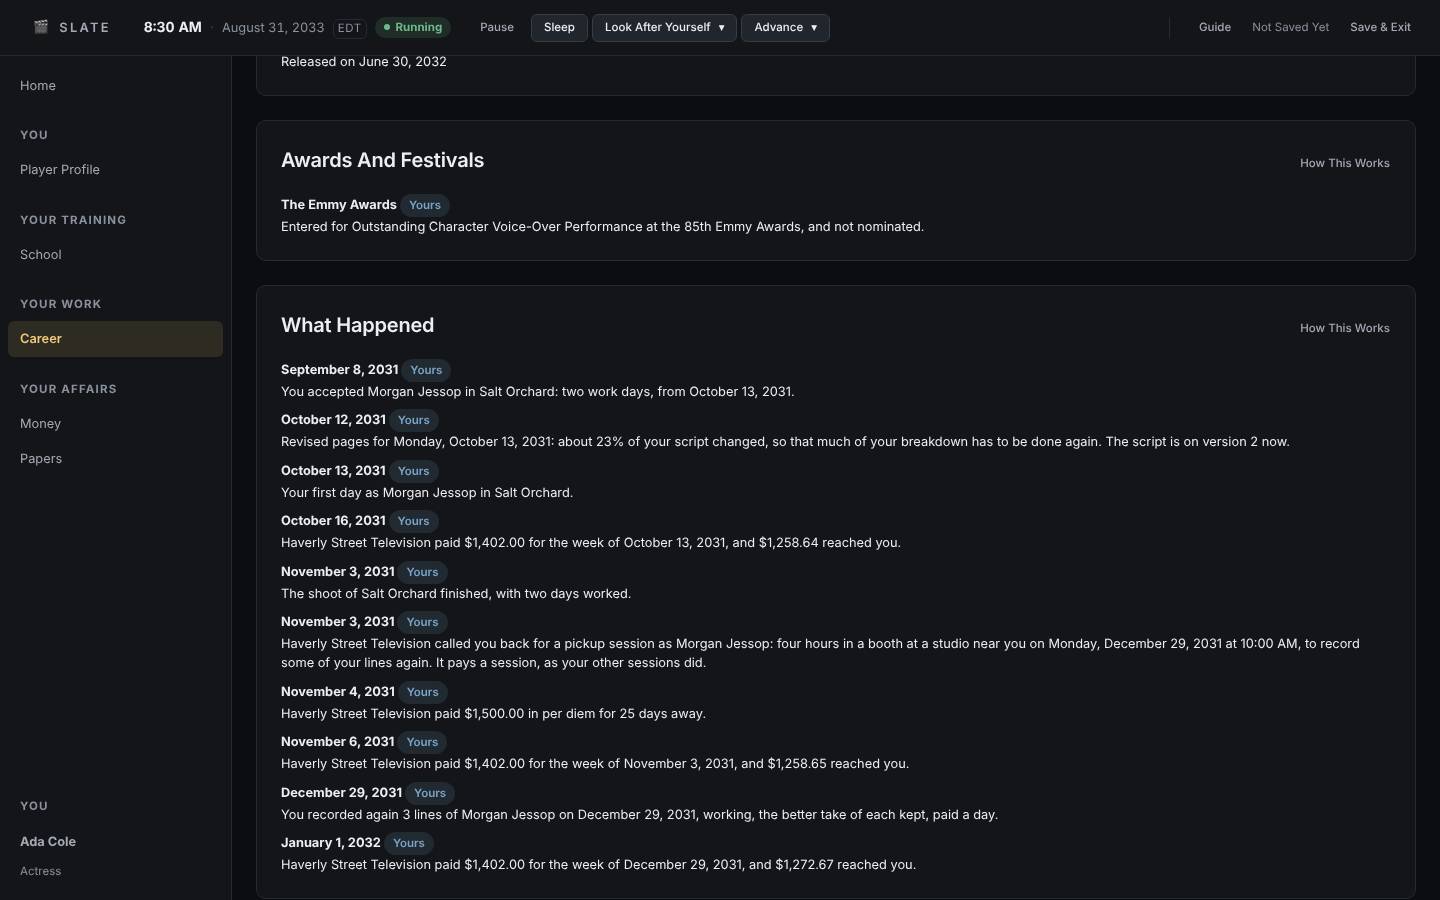 SLATE
8:30 AM · August 31, 2033 EDT Running
Pause
Sleep
Look After Yourself ▾
Advance ▾
Guide
Not Saved Yet
Save & Exit
Home
YOU
Player Profile
YOUR TRAINING
School
YOUR WORK
Career
YOUR AFFAIRS
Money
Papers
YOU
Ada Cole
Actress
Released on June 30, 2032
Awards And Festivals
How This Works
The Emmy Awards Yours
Entered for Outstanding Character Voice-Over Performance at the 85th Emmy Awards, and not nominated.
What Happened
How This Works
September 8, 2031 Yours
You accepted Morgan Jessop in Salt Orchard: two work days, from October 13, 2031.
October 12, 2031 Yours
Revised pages for Monday, October 13, 2031: about 23% of your script changed, so that much of your breakdown has to be done again. The script is on version 2 now.
October 13, 2031 Yours
Your first day as Morgan Jessop in Salt Orchard.
October 16, 2031 Yours
Haverly Street Television paid $1,402.00 for the week of October 13, 2031, and $1,258.64 reached you.
November 3, 2031 Yours
The shoot of Salt Orchard finished, with two days worked.
November 3, 2031 Yours
Haverly Street Television called you back for a pickup session as Morgan Jessop: four hours in a booth at a studio near you on Monday, December 29, 2031 at 10:00 AM, to record
some of your lines again. It pays a session, as your other sessions did.
November 4, 2031 Yours
Haverly Street Television paid $1,500.00 in per diem for 25 days away.
November 6, 2031 Yours
Haverly Street Television paid $1,402.00 for the week of November 3, 2031, and $1,258.65 reached you.
December 29, 2031 Yours
You recorded again 3 lines of Morgan Jessop on December 29, 2031, working, the better take of each kept, paid a day.
January 1, 2032 Yours
Haverly Street Television paid $1,402.00 for the week of December 29, 2031, and $1,272.67 reached you.